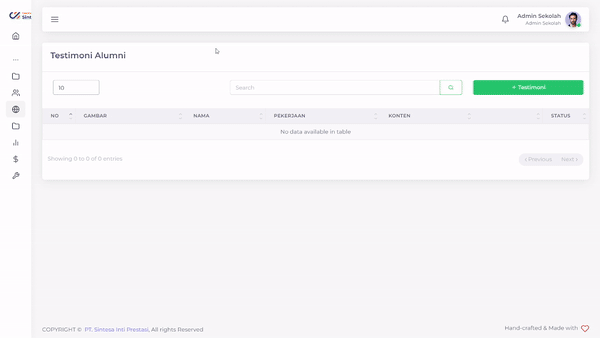 Sint
Admin Sekolah
Admin Sekolah
Testimoni Alumni
10
Search
+ Testimoni
NO GAMBAR NAMA PEKERJAAN KONTEN STATUS
No data available in table
Showing 0 to 0 of 0 entries
‹ Previous Next ›
COPYRIGHT © PT. Sintesa Inti Prestasi, All rights Reserved
Hand-crafted & Made with